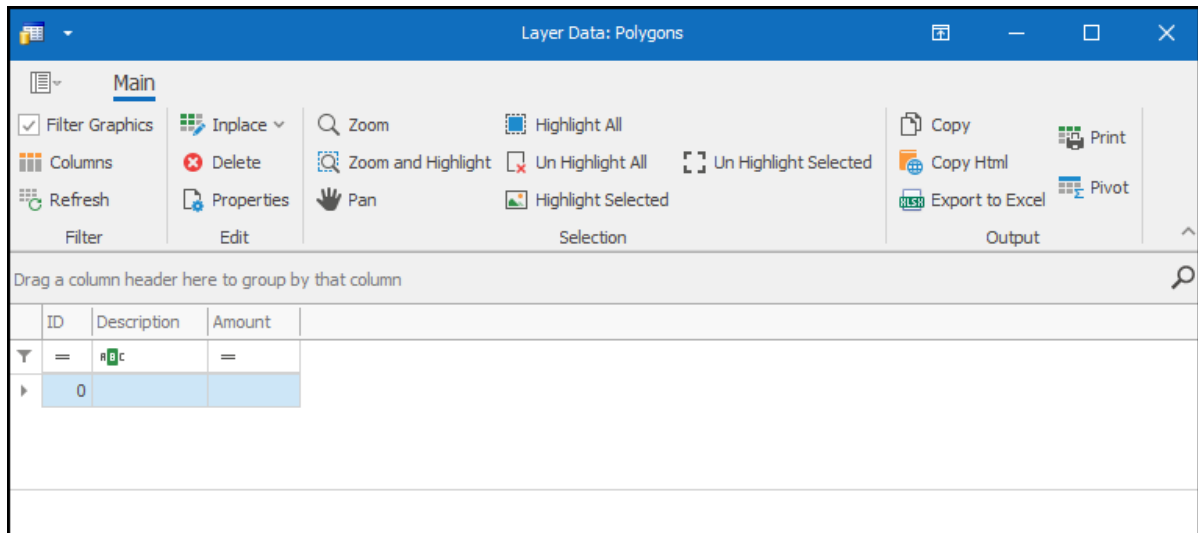 Layer Data: Polygons
Main
Filter Graphics Inplace Zoom Highlight All Copy Print
Columns Delete Zoom and Highlight Un Highlight All Un Highlight Selected Copy Html
Refresh Properties Pan Highlight Selected XLSX Export to Excel Pivot
Filter Edit Selection Output
Drag a column header here to group by that column
ID Description Amount
= ABC =
0